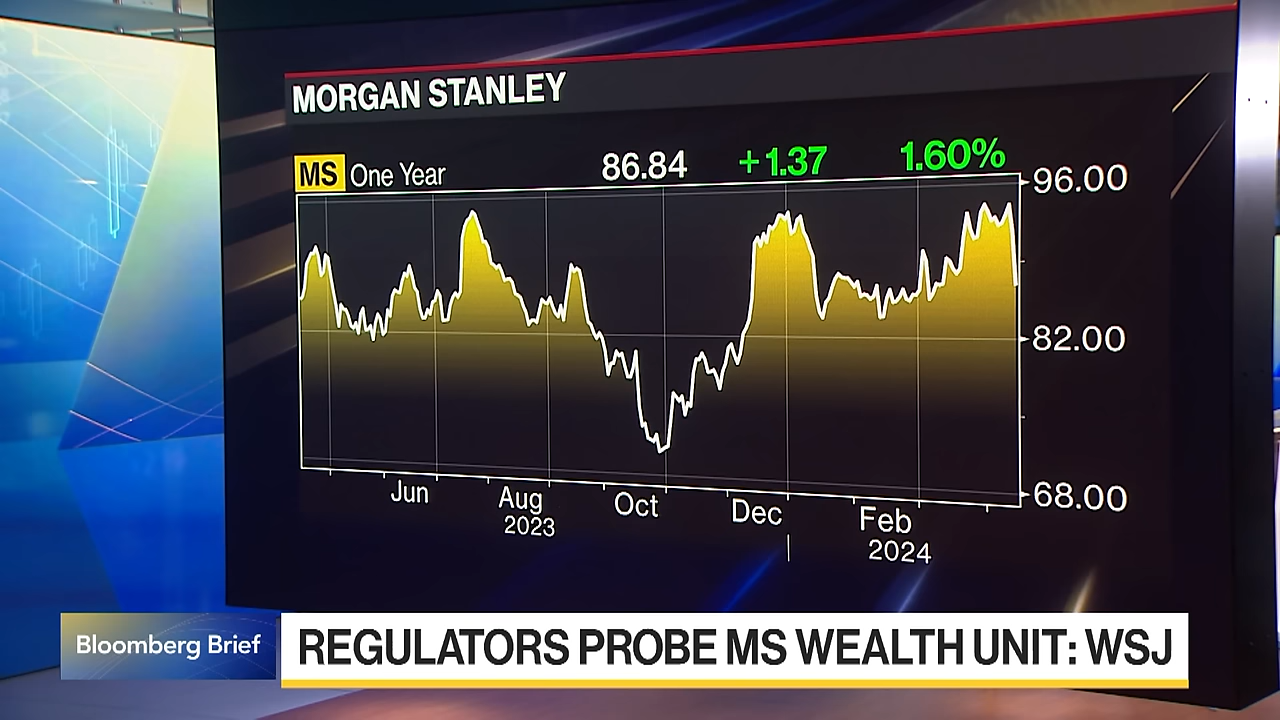 MORGAN STANLEY
MS One Year 86.84 +1.37 1.60%
96.00
82.00
68.00
Jun Aug Oct Dec Feb
2023 2024
Bloomberg Brief
REGULATORS PROBE MS WEALTH UNIT: WSJ